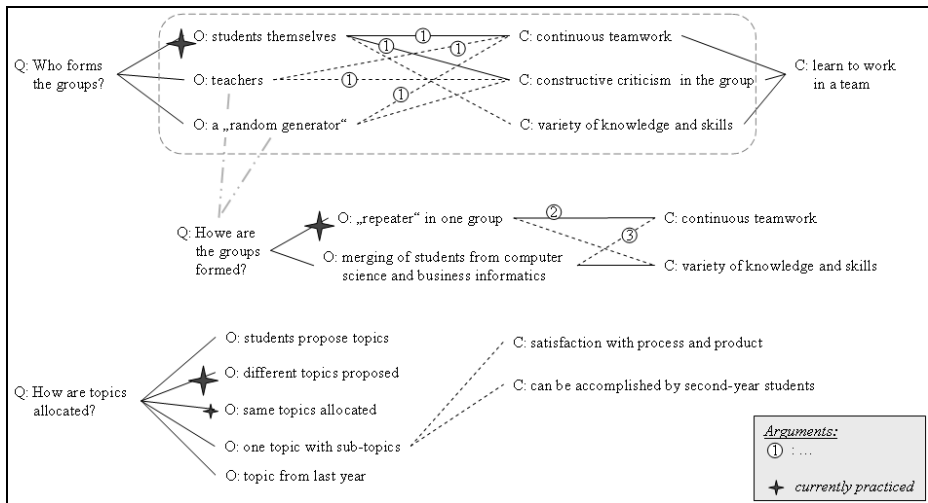 O: students themselves
①
C: continuous teamwork
①
①
Q: Who forms
the groups?
O: teachers
①
C: constructive criticism in the group
C: learn to work
in a team
①
O: a „random generator“
C: variety of knowledge and skills
Q: Howe are
the groups
formed?
O: „repeater“ in one group
②
C: continuous teamwork
③
O: merging of students from computer
science and business informatics
C: variety of knowledge and skills
Q: How are topics
allocated?
O: students propose topics
O: different topics proposed
O: same topics allocated
O: one topic with sub-topics
O: topic from last year
C: satisfaction with process and product
C: can be accomplished by second-year students
Arguments:
① : ...
currently practiced